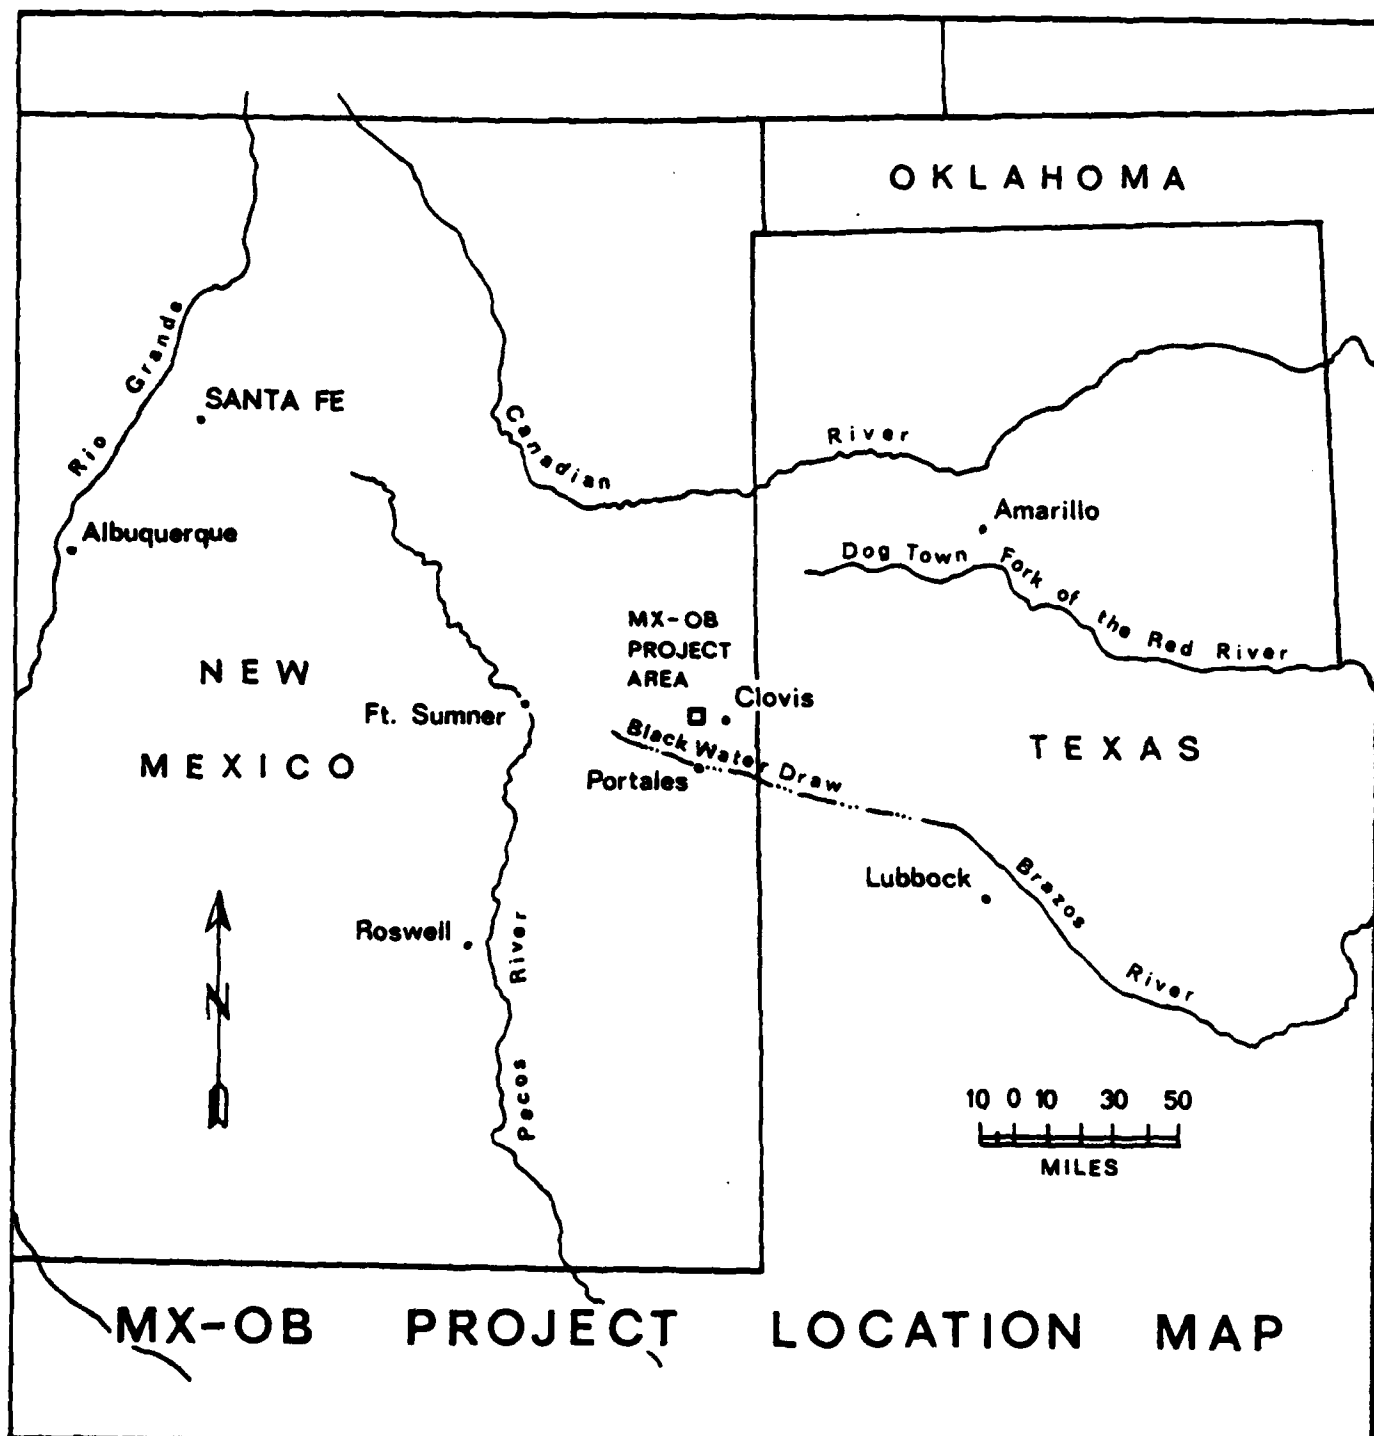 OKLAHOMA
Rio Grande
SANTA FE
Canadian
River
Albuquerque
Amarillo
Dog Town Fork of the Red River
MX-OB
PROJECT
AREA
NEW
MEXICO
Ft. Sumner
Clovis
Black Water Draw
Portales
TEXAS
Lubbock
Brazos
River
Roswell
Pecos River
N
10 0 10 30 50
MILES
MX-OB PROJECT LOCATION MAP